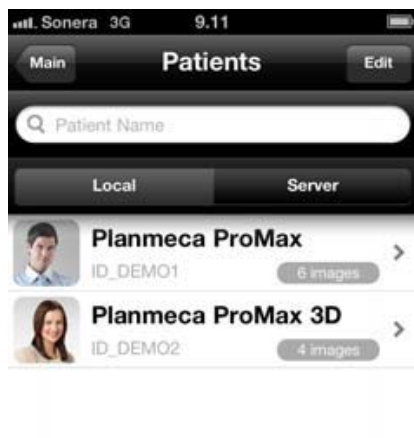 Sonera 3G 9.11
Main Patients Edit
Patient Name
Local Server
Planmeca ProMax
ID_DEMO1 6 images
Planmeca ProMax 3D
ID_DEMO2 4 images